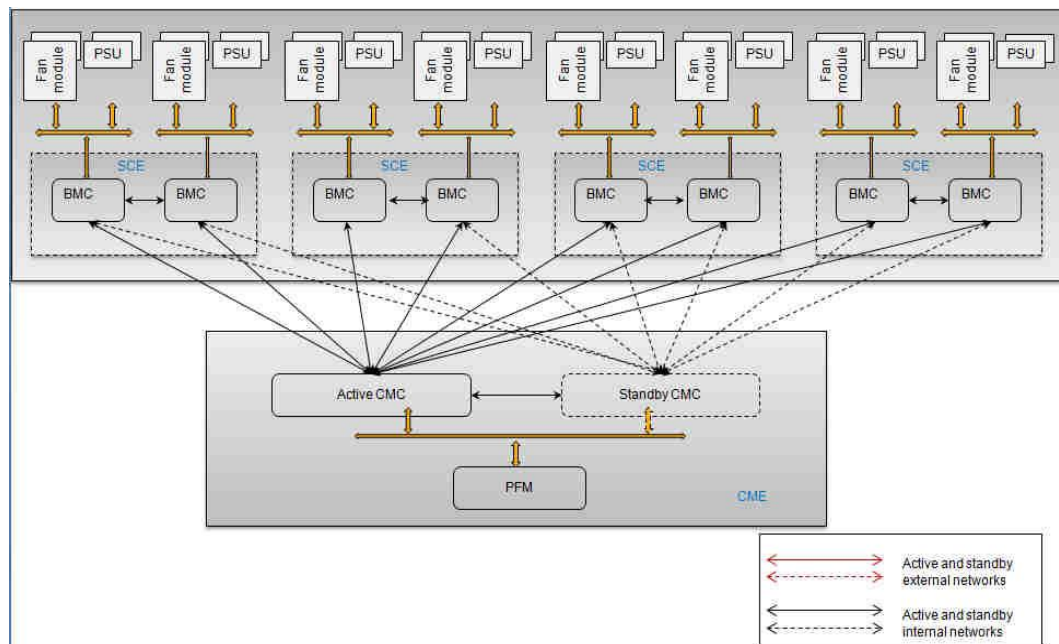 Fan module
PSU
Fan module
PSU
Fan module
PSU
Fan module
PSU
Fan module
PSU
Fan module
PSU
Fan module
PSU
Fan module
PSU
SCE
SCE
SCE
SCE
BMC
BMC
BMC
BMC
BMC
BMC
BMC
BMC
Active CMC
Standby CMC
PFM
CME
Active and standby
external networks
Active and standby
internal networks